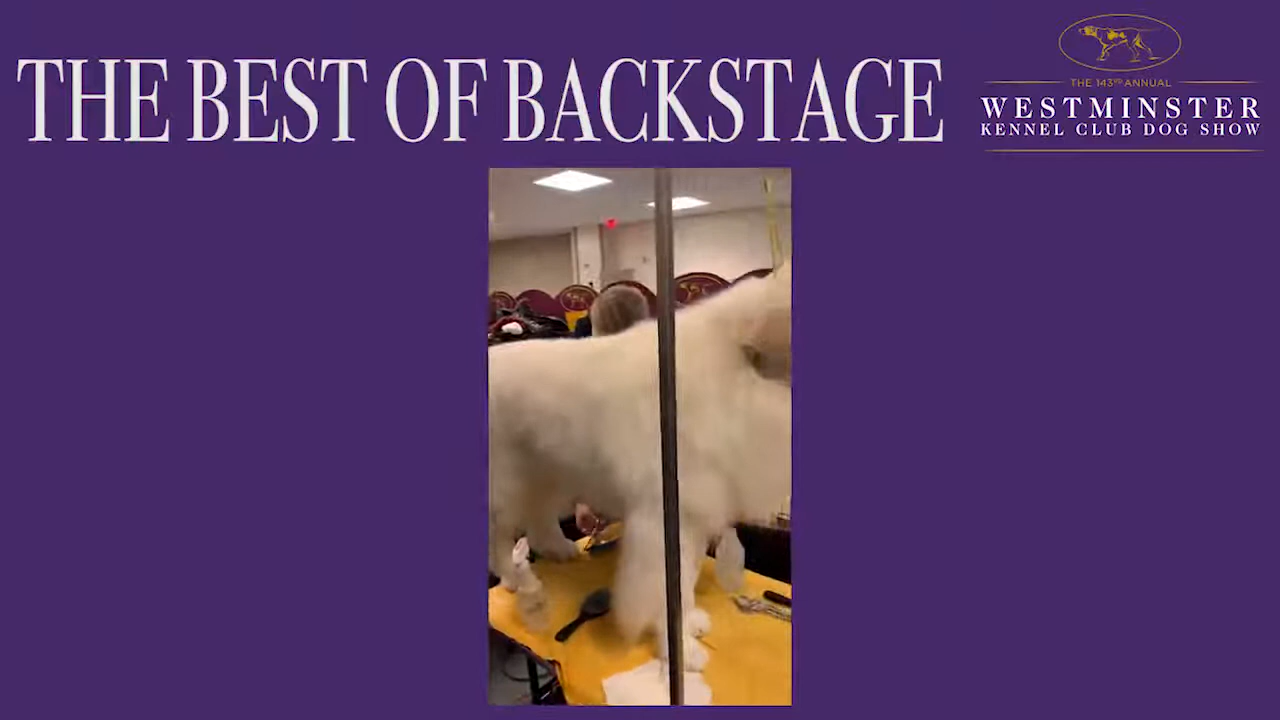 THE BEST OF BACKSTAGE
THE 143RD ANNUAL
WESTMINSTER
KENNEL CLUB DOG SHOW